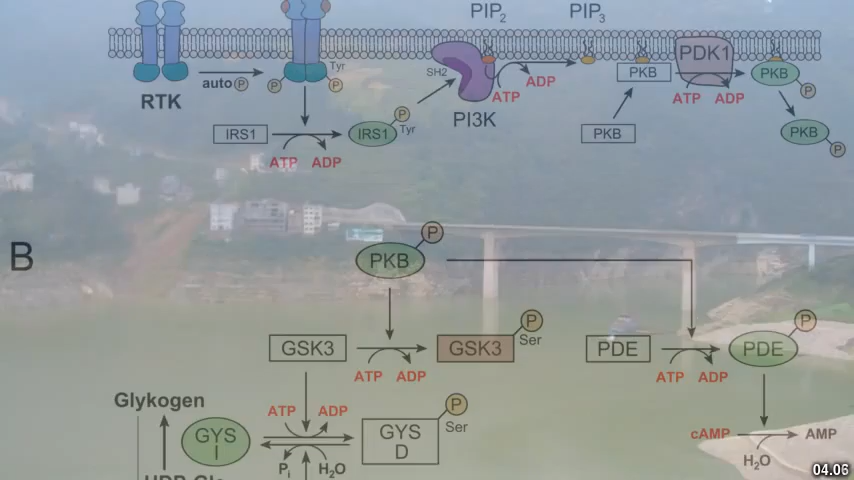 PIP2 PIP3
SH2 PDK1
Tyr PKB PKB
auto P P P ADP P
RTK ATP ATP ADP
PI3K
P
IRS1 IRS1 Tyr PKB PKB
ATP ADP P
B
P
PKB
P P
GSK3 GSK3 Ser PDE PDE
ATP ADP ATP ADP
Glykogen
ATP ADP P
GYS I GYS D Ser cAMP AMP
Pi H2O H2O
04.06